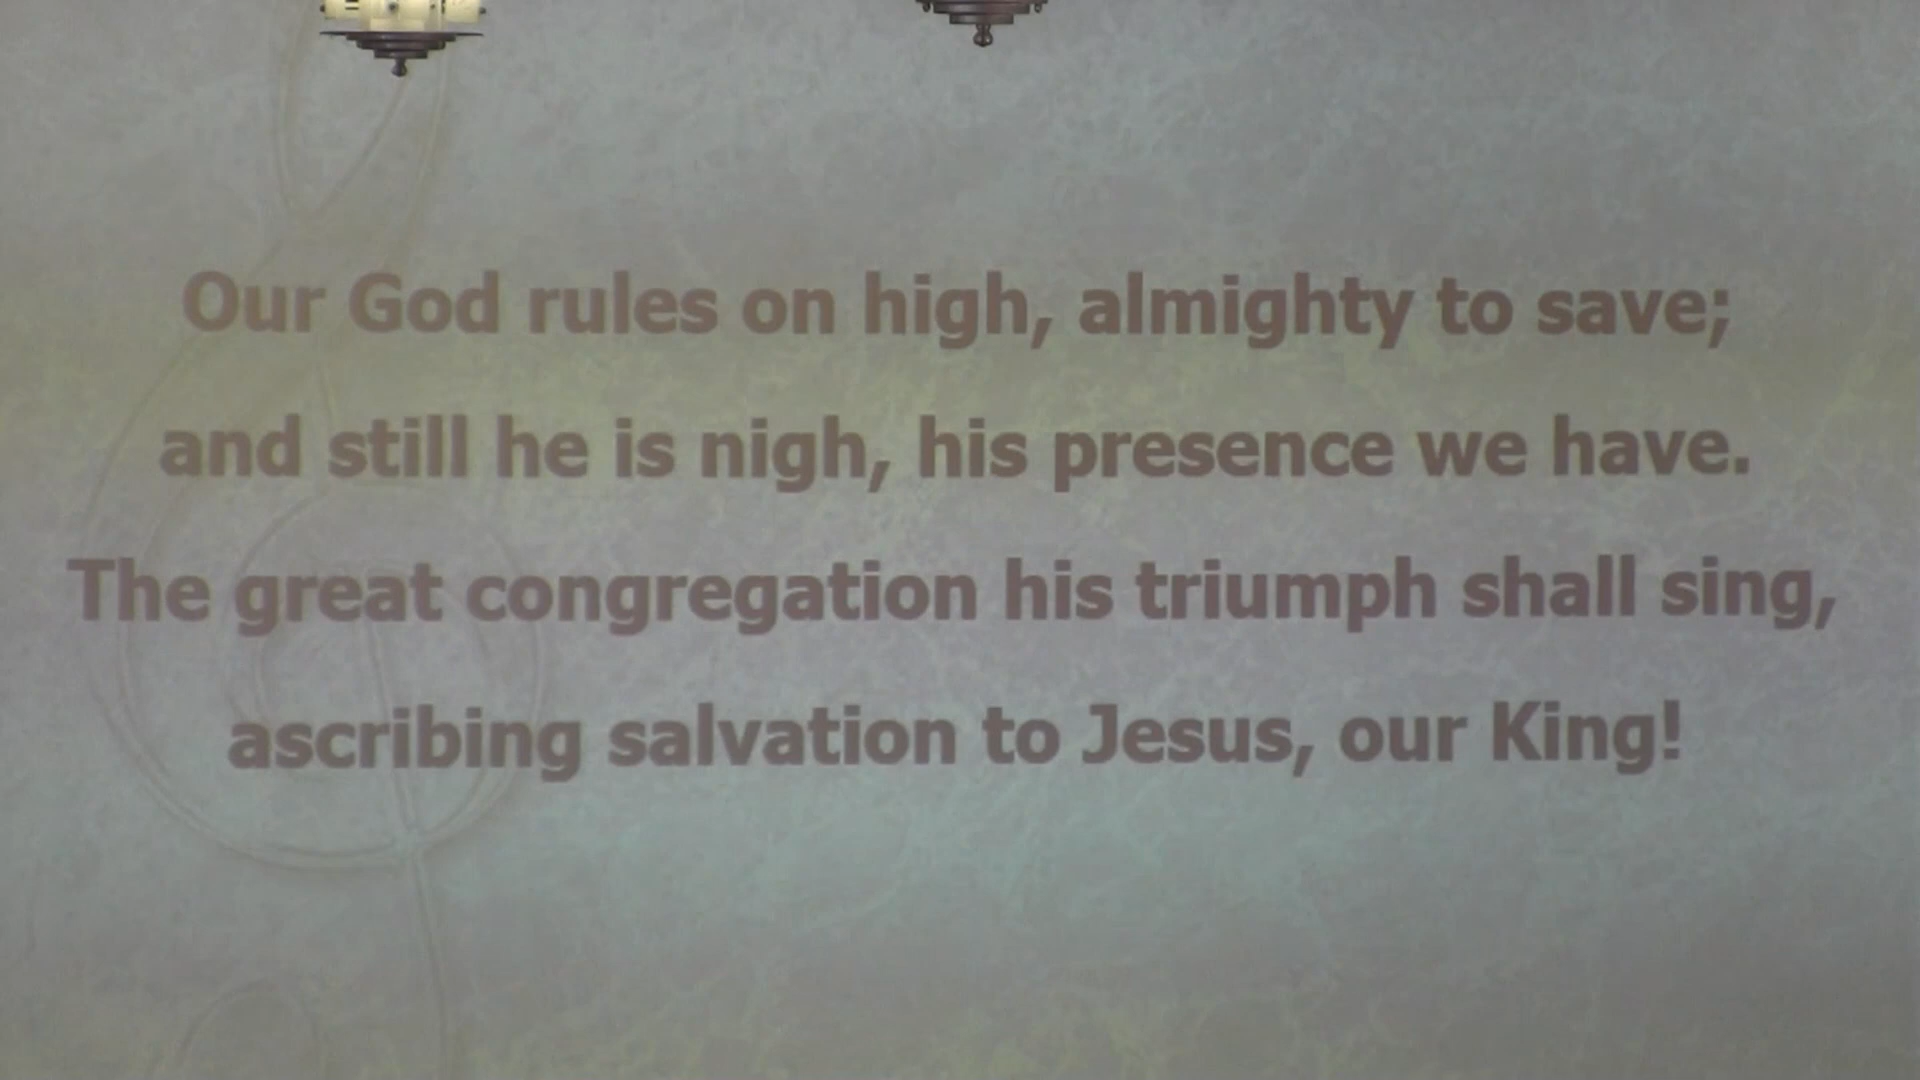 Our God rules on high, almighty to save;
and still he is nigh, his presence we have.
The great congregation his triumph shall sing,
ascribing salvation to Jesus, our King!